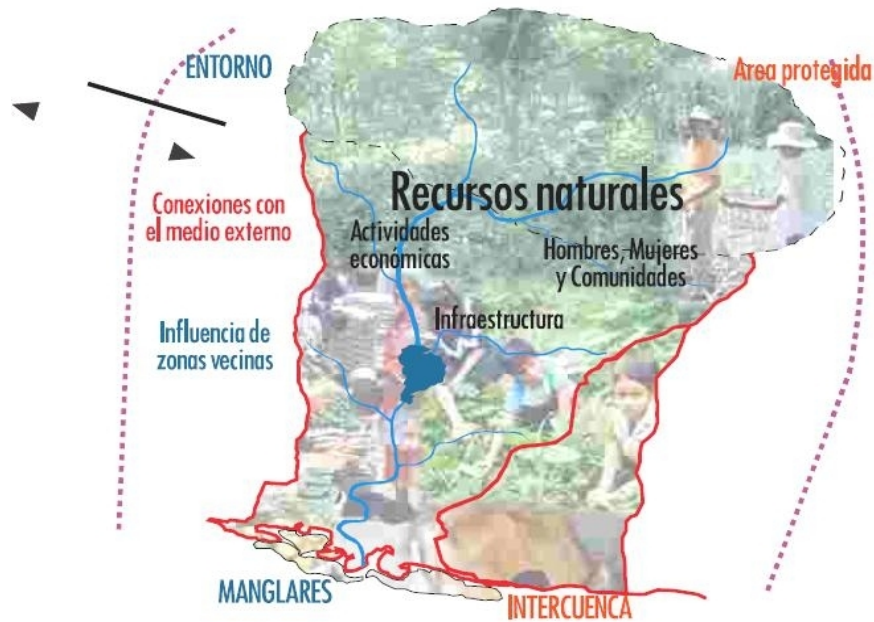 ENTORNO
Area protegida
Recursos naturales
Conexiones con
el medio externo
Actividades
económicas
Hombres, Mujeres
y Comunidades
Influencia de
zonas vecinas
Infraestructura
MANGLARES
INTERCUENCA